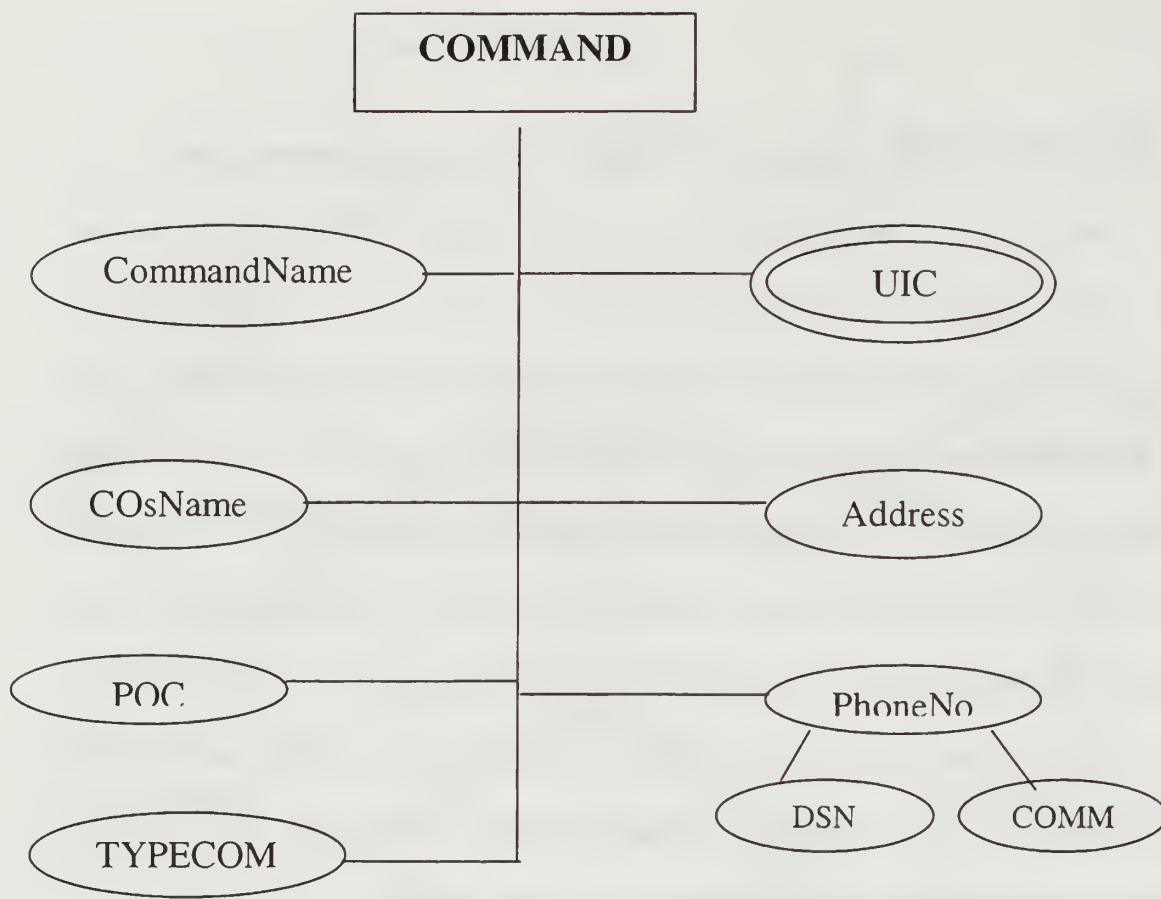 COMMAND
CommandName
UIC
COsName
Address
POC
PhoneNo
DSN
COMM
TYPECOM